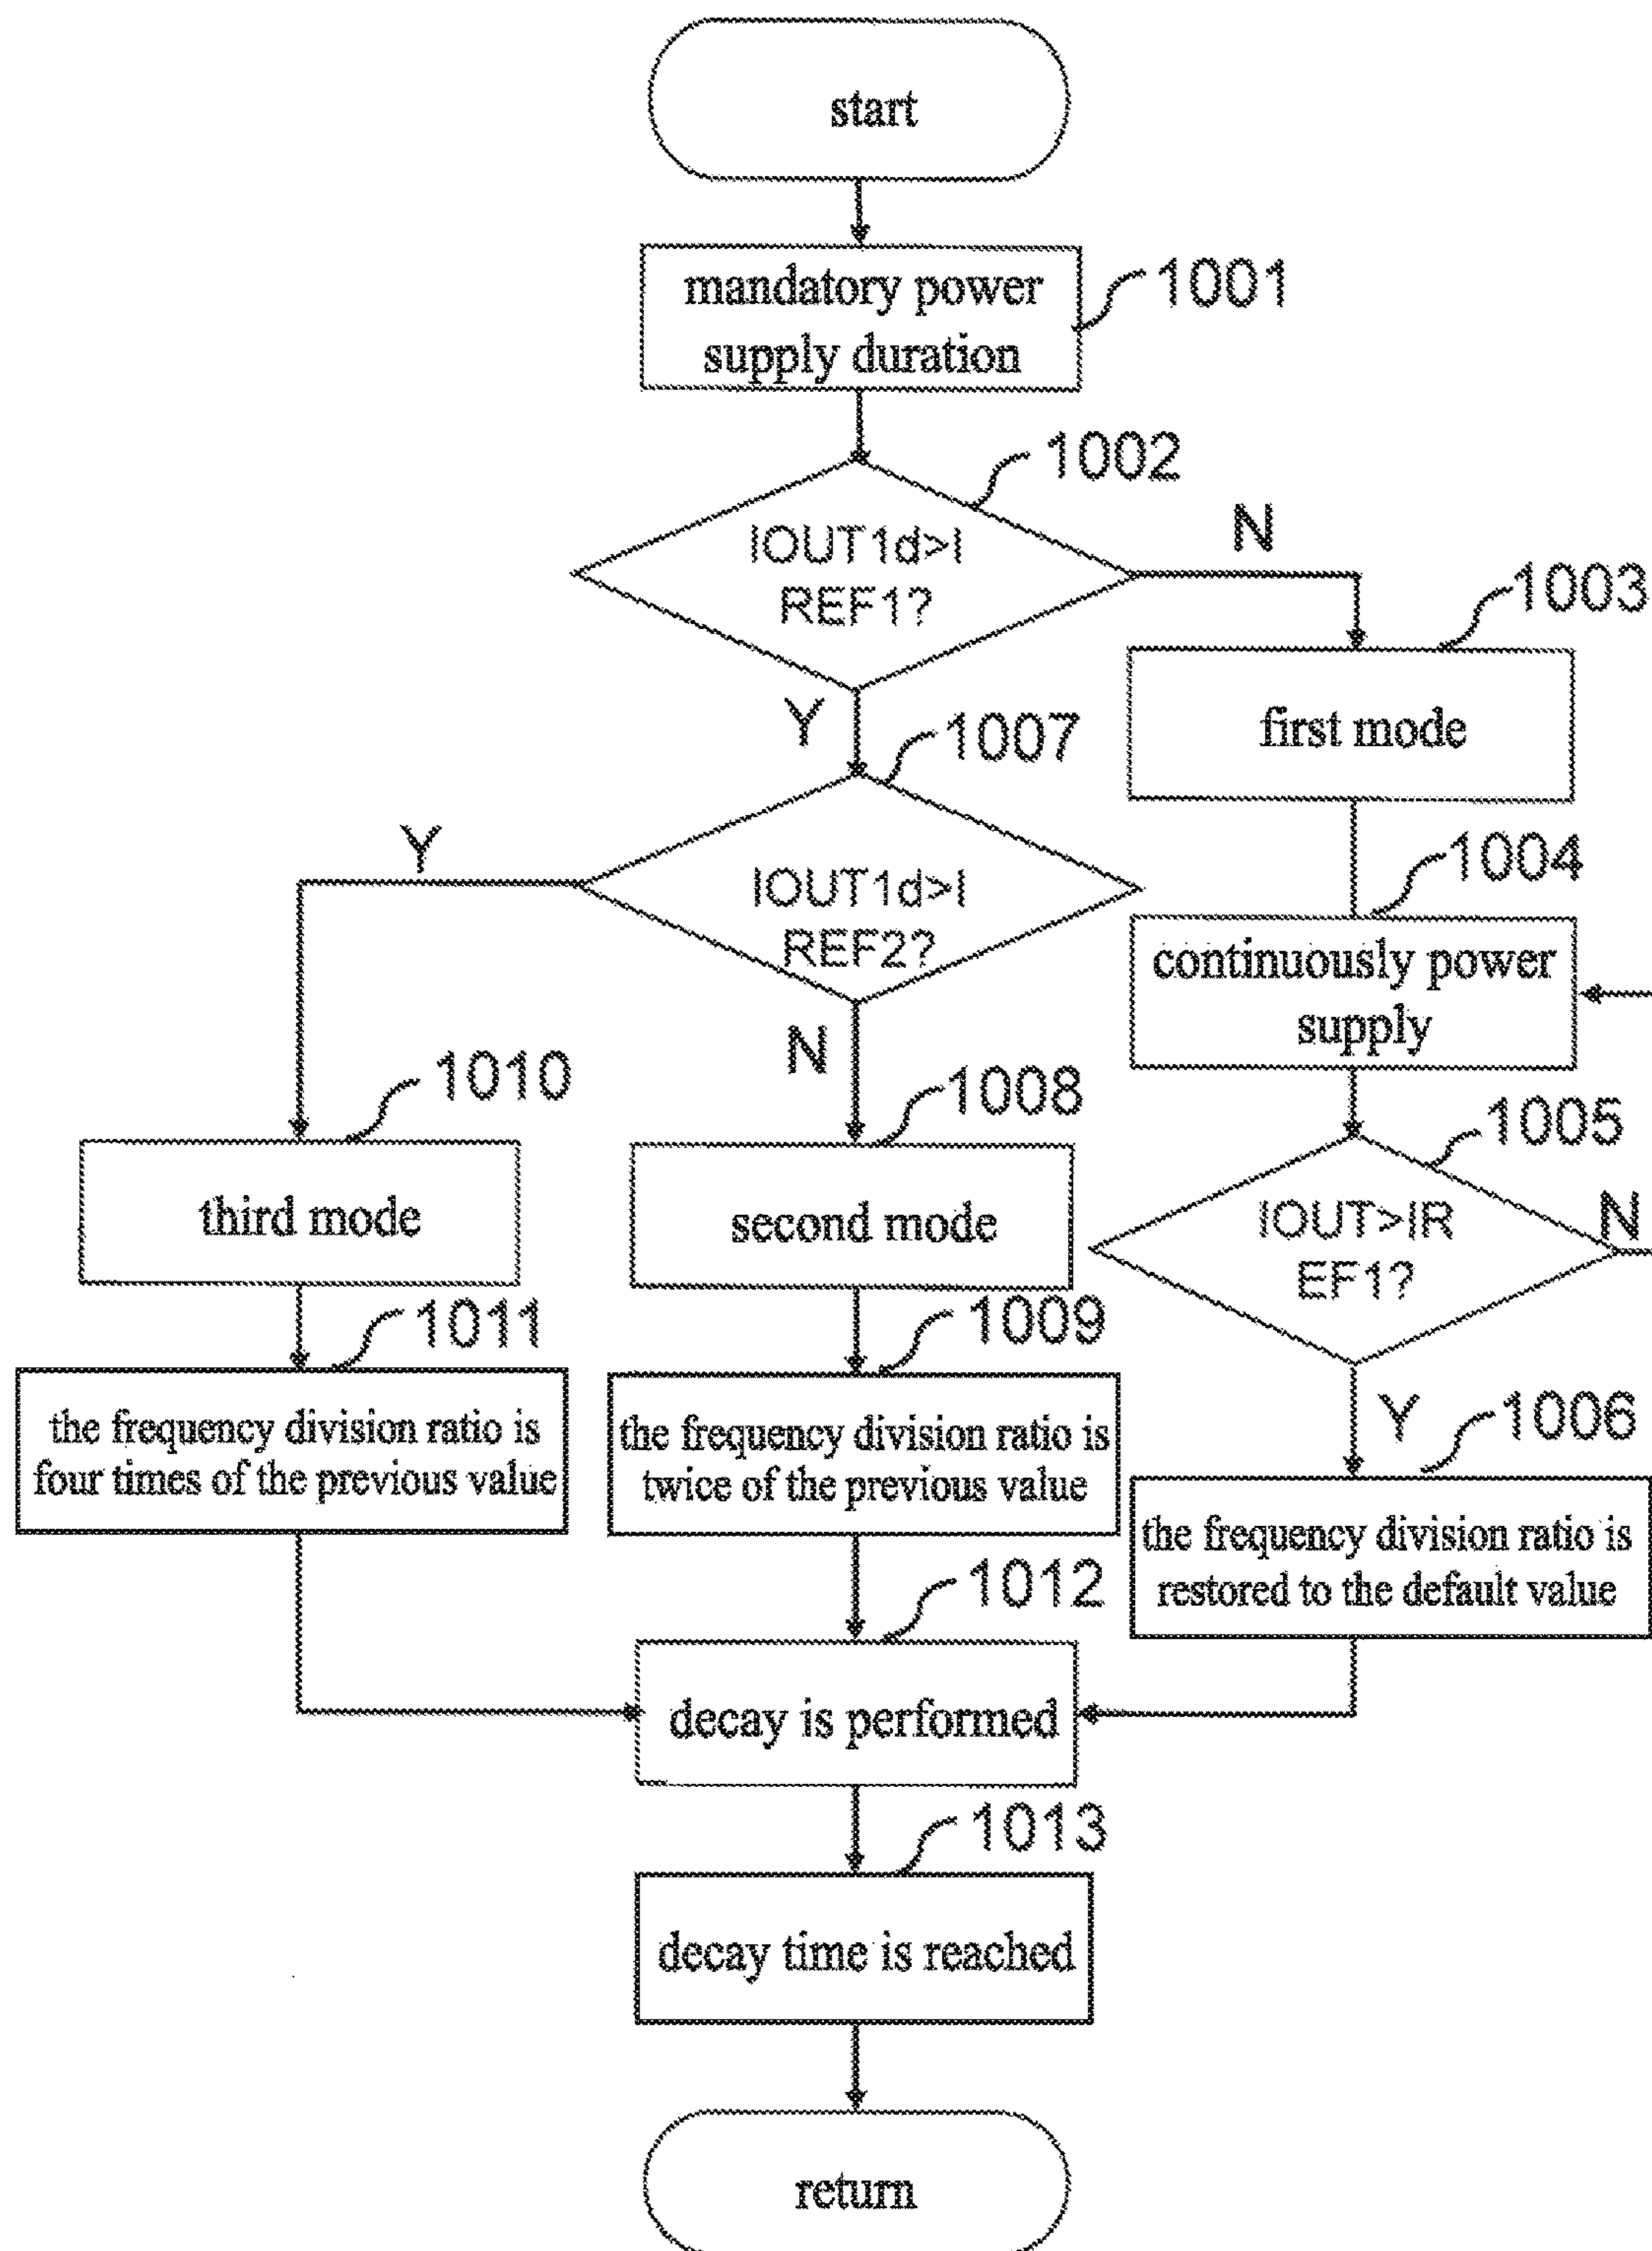 start
mandatory power
supply duration
1001
1002
IOUT1d>I
REF1?
N
1003
first mode
Y
1007
IOUT1d>I
REF2?
Y
N
1004
continuously power
supply
1010
third mode
1008
second mode
1005
IOUT>IR
EF1?
N
1011
the frequency division ratio is
four times of the previous value
1009
the frequency division ratio is
twice of the previous value
Y
1006
the frequency division ratio is
restored to the default value
1012
decay is performed
1013
decay time is reached
return